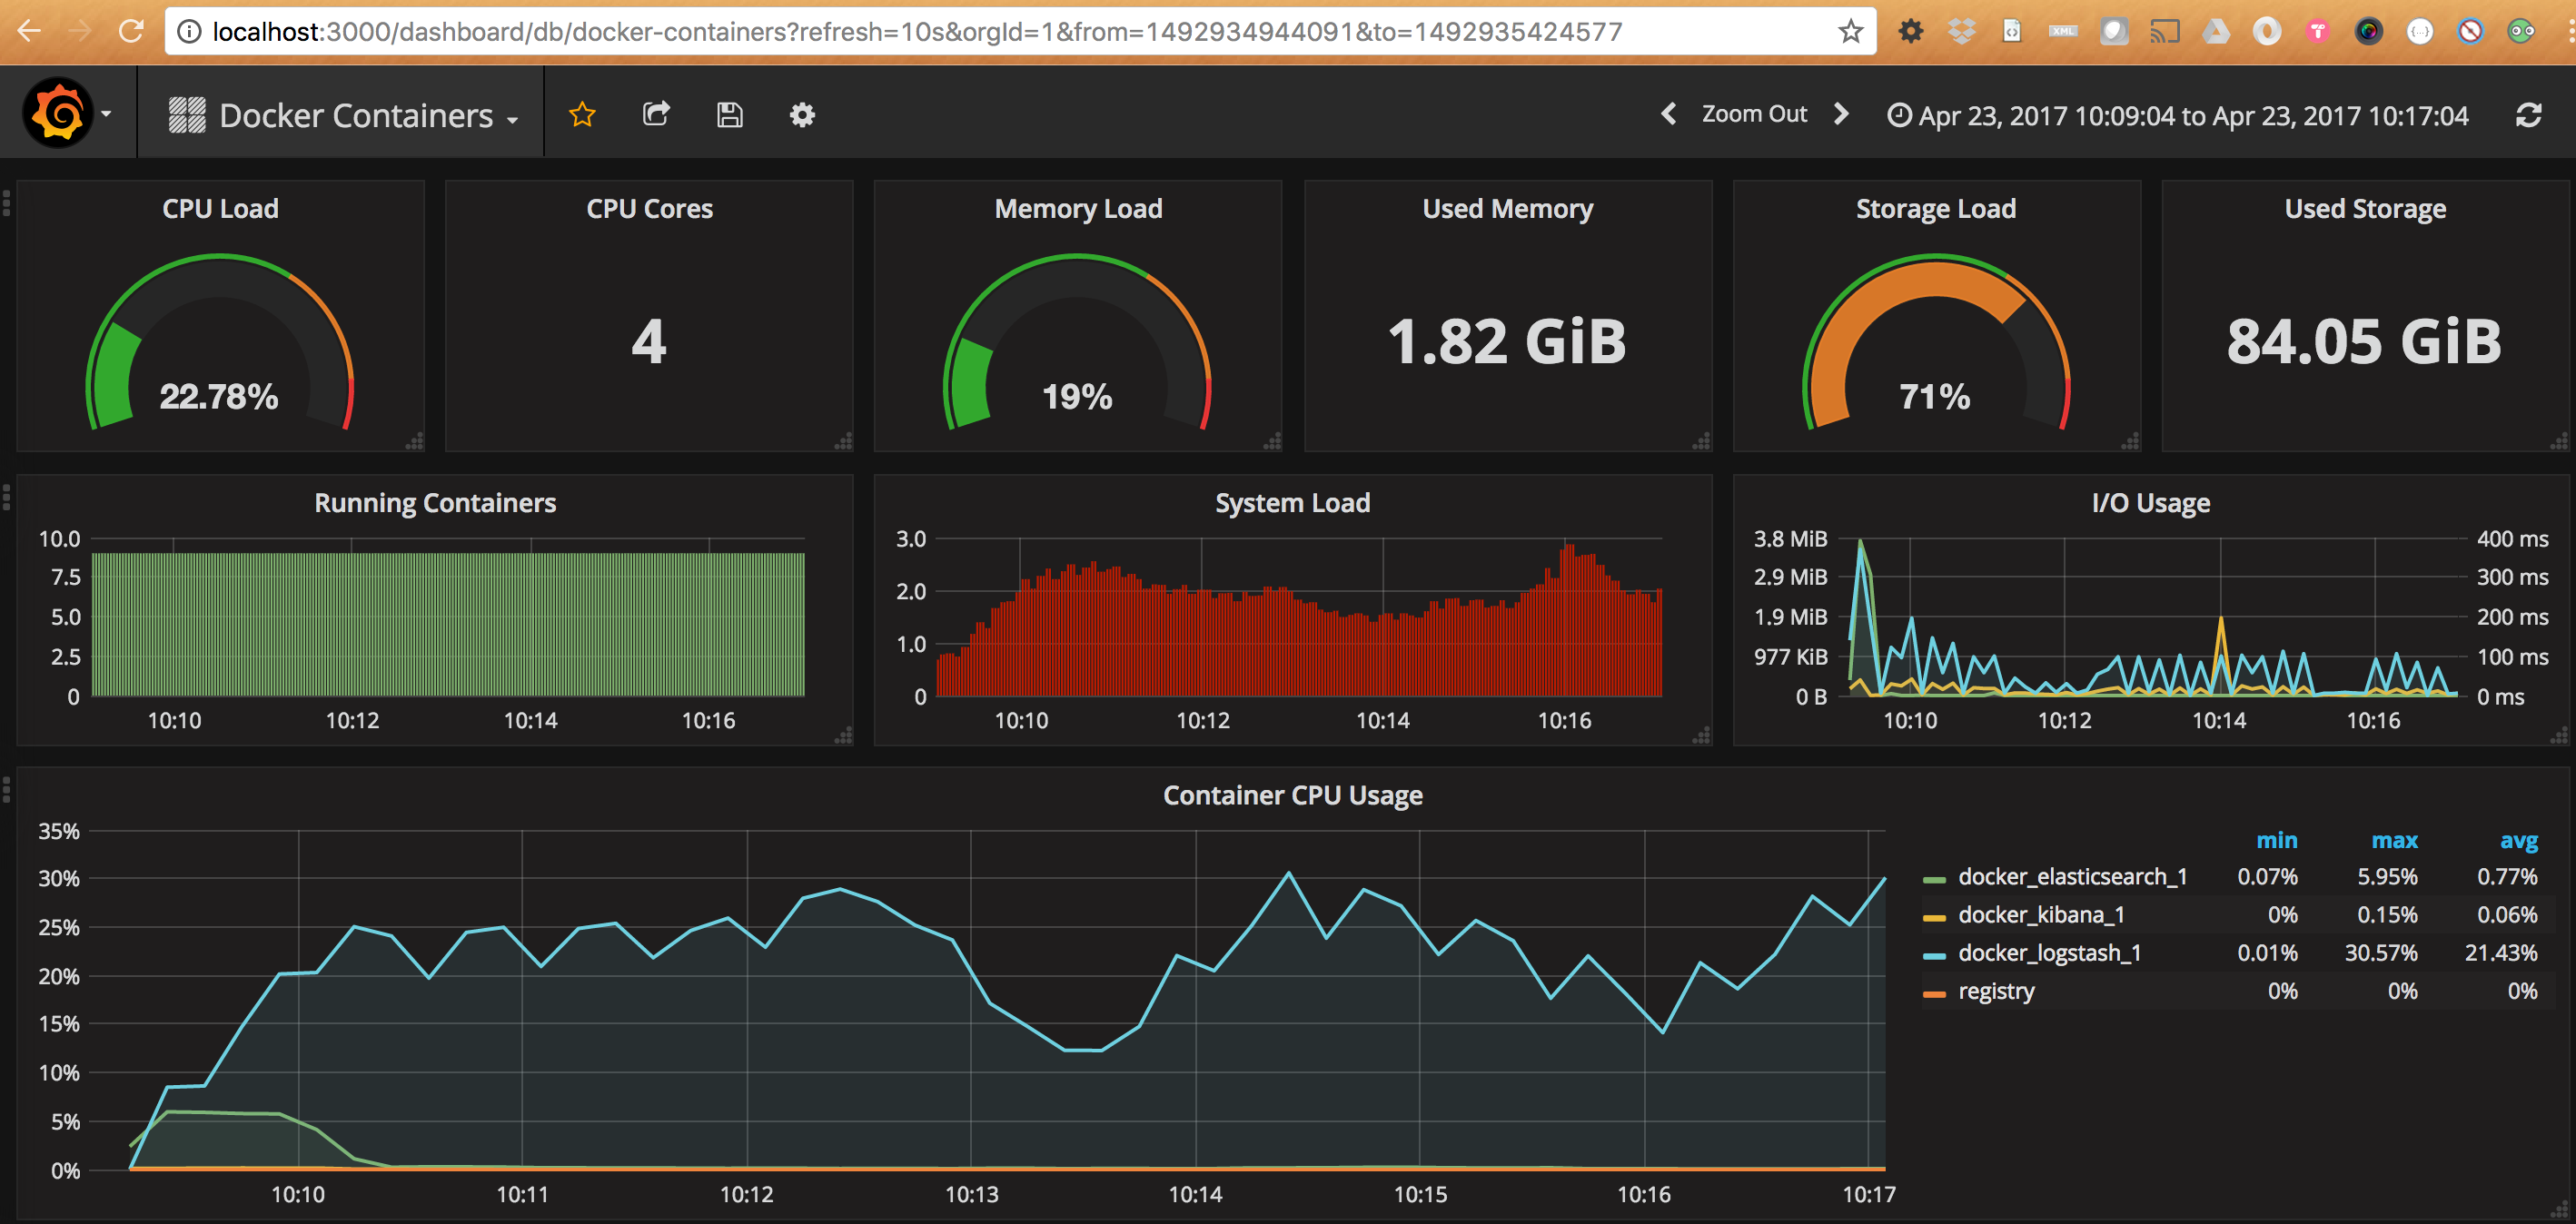 localhost:3000/dashboard/db/docker-containers?refresh=10s&orgId=1&from=1492934944091&to=1492935424577
Docker Containers
Zoom Out
Apr 23, 2017 10:09:04 to Apr 23, 2017 10:17:04
CPU Load
22.78%
CPU Cores
4
Memory Load
19%
Used Memory
1.82 GiB
Storage Load
71%
Used Storage
84.05 GiB
Running Containers
10.0
7.5
5.0
2.5
0
10:10 10:12 10:14 10:16
System Load
3.0
2.0
1.0
0
10:10 10:12 10:14 10:16
I/O Usage
3.8 MiB 400 ms
2.9 MiB 300 ms
1.9 MiB 200 ms
977 KiB 100 ms
0 B 0 ms
10:10 10:12 10:14 10:16
Container CPU Usage
35%
30%
25%
20%
15%
10%
5%
0%
10:10 10:11 10:12 10:13 10:14 10:15 10:16 10:17
min max avg
docker_elasticsearch_1 0.07% 5.95% 0.77%
docker_kibana_1 0% 0.15% 0.06%
docker_logstash_1 0.01% 30.57% 21.43%
registry 0% 0% 0%